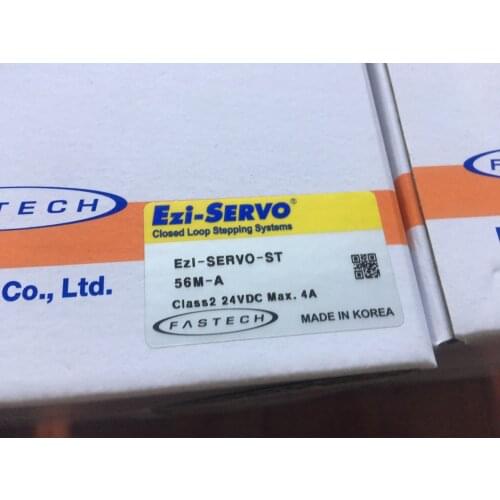 ASTECH
Co., Ltd.
Ezi-SERVO®
Closed Loop Stepping Systems
Ezi-SERVO-ST
56M-A
Class2 24VDC Max. 4A
FASTECH
MADE IN KOREA